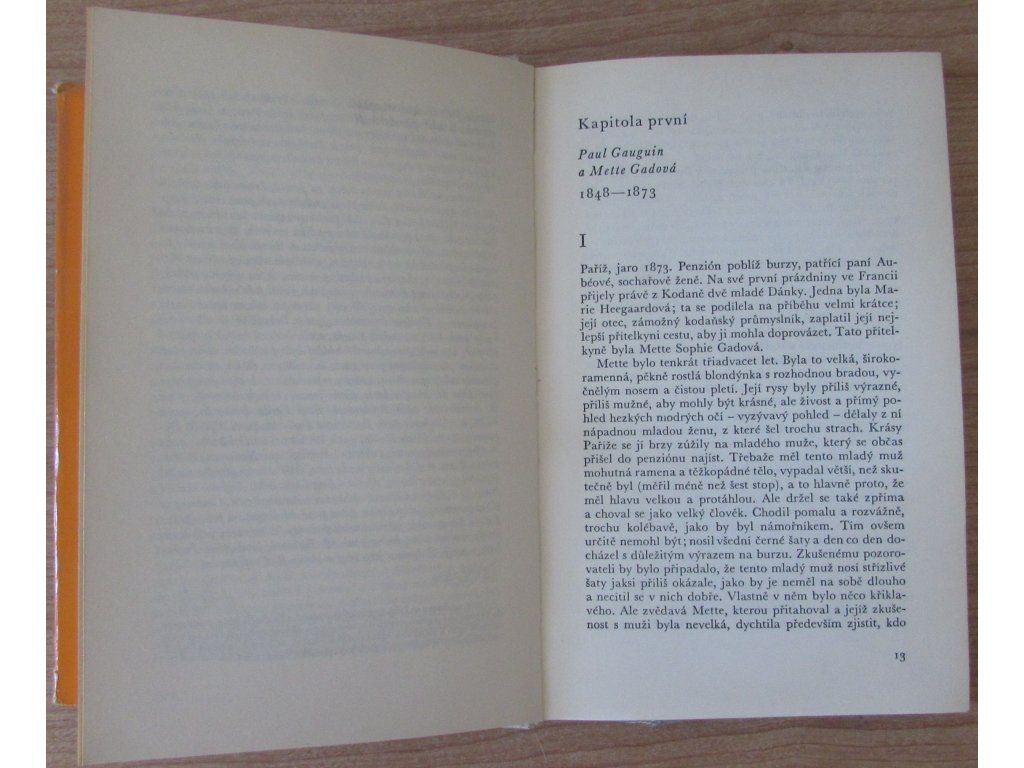 Kapitola první
Paul Gauguin
a Mette Gadová
1848—1873
I
Paříž, jaro 1873. Penzión poblíž burzy, patřící paní Au-
béové, sochařově ženě. Na své první prázdniny ve Francii
přijely právě z Kodaně dvě mladé Dánky. Jedna byla Ma-
rie Heegaardová; ta se podílela na příběhu velmi krátce;
její otec, zámožný kodaňský průmyslník, zaplatil její nej-
lepší přítelkyni cestu, aby ji mohla doprovázet. Tato přítel-
kyně byla Mette Sophie Gadová.
Mette bylo tenkrát třiadvacet let. Byla to velká, široko-
ramenná, pěkně rostlá blondýnka s rozhodnou bradou, vy-
čnělým nosem a čistou pletí. Její rysy byly příliš výrazné,
příliš mužné, aby mohly být krásné, ale živost a přímý po-
hled hezkých modrých očí – vyzývavý pohled – dělaly z ní
nápadnou mladou ženu, z které šel trochu strach. Krásy
Paříže se jí brzy zúžily na mladého muže, který se občas
přišel do penziónu najíst. Třebaže měl tento mladý muž
mohutná ramena a těžkopádné tělo, vypadal větší, než sku-
tečně byl (měřil méně než šest stop), a to hlavně proto, že
měl hlavu velkou a protáhlou. Ale držel se také zpříma
a choval se jako velký člověk. Chodil pomalu a rozvážně,
trochu kolébavě, jako by byl námořníkem. Tím ovšem
určitě nemohl být; nosil všední černé šaty a den co den do-
cházel s důležitým výrazem na burzu. Zkušenému pozoro-
vateli by bylo připadalo, že tento mladý muž nosí střízlivé
šaty jaksi příliš okázale, jako by je neměl na sobě dlouho
a necítil se v nich dobře. Vlastně v něm bylo něco křikla-
vého. Ale zvědavá Mette, kterou přitahoval a jejíž zkuše-
nost s muži byla nevelká, dychtila především zjistit, kdo
13